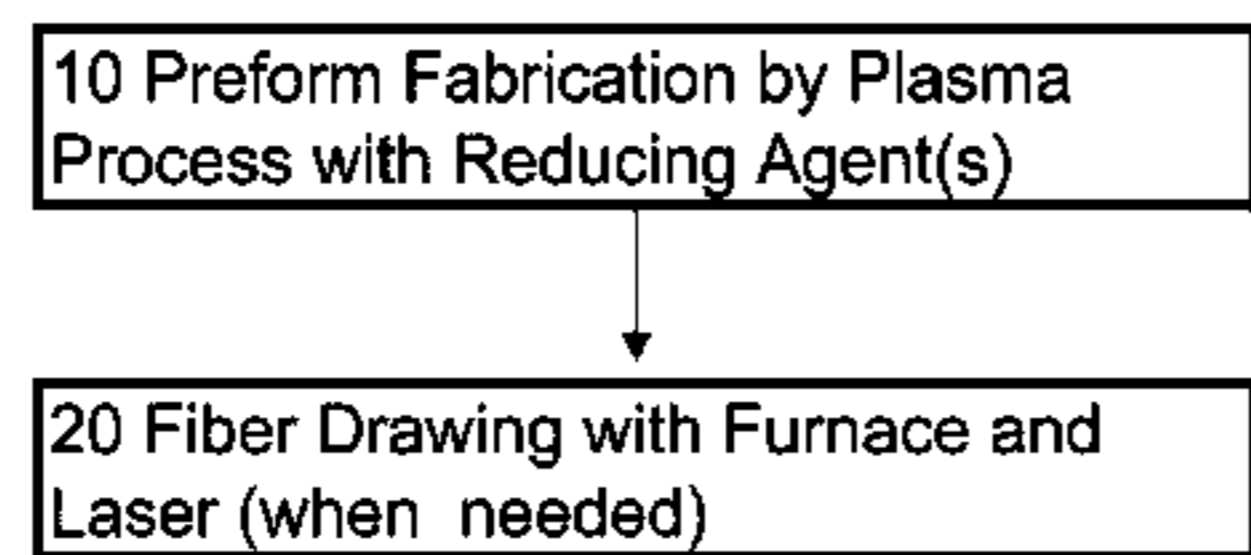 10 Preform Fabrication by Plasma
Process with Reducing Agent(s)
20 Fiber Drawing with Furnace and
Laser (when needed)